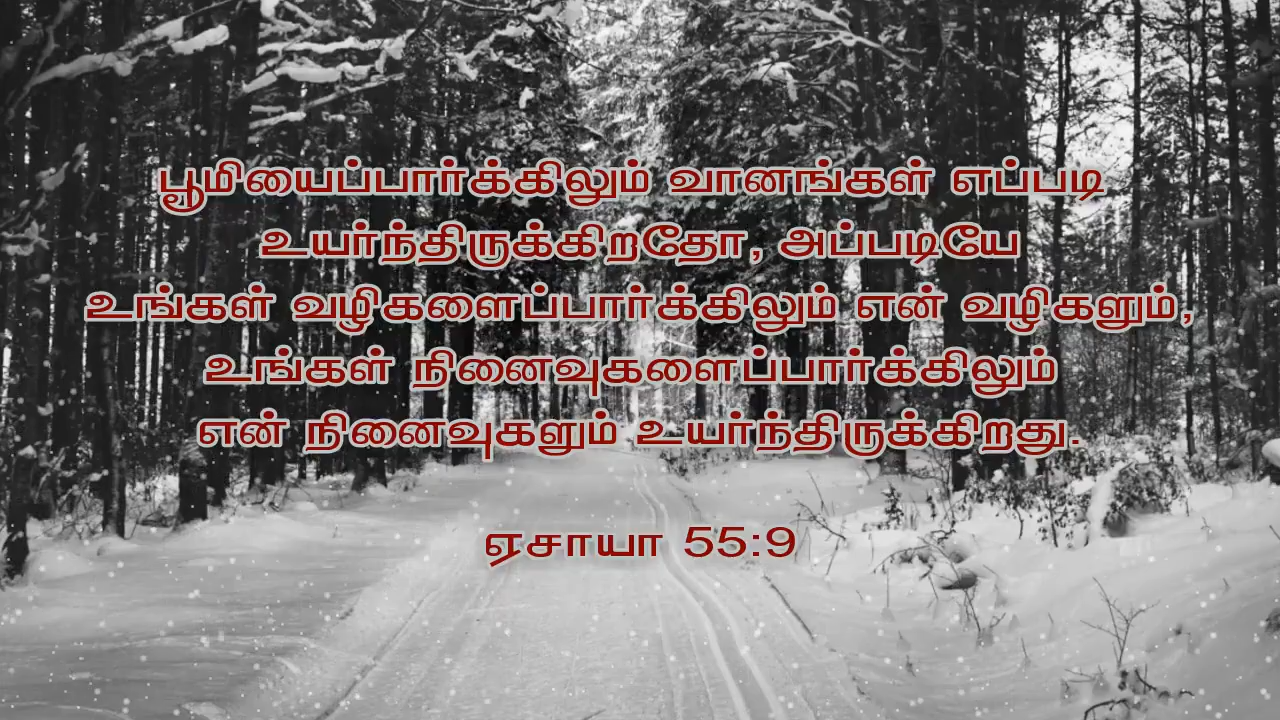 பூமியைப்பார்க்கிலும் வானங்கள் எப்படி
உயர்ந்திருக்கிறதோ, அப்படியே
உங்கள் வழிகளைப்பார்க்கிலும் என் வழிகளும்,
உங்கள் நினைவுகளைப்பார்க்கிலும்
என் நினைவுகளும் உயர்ந்திருக்கிறது.
ஏசாயா 55:9